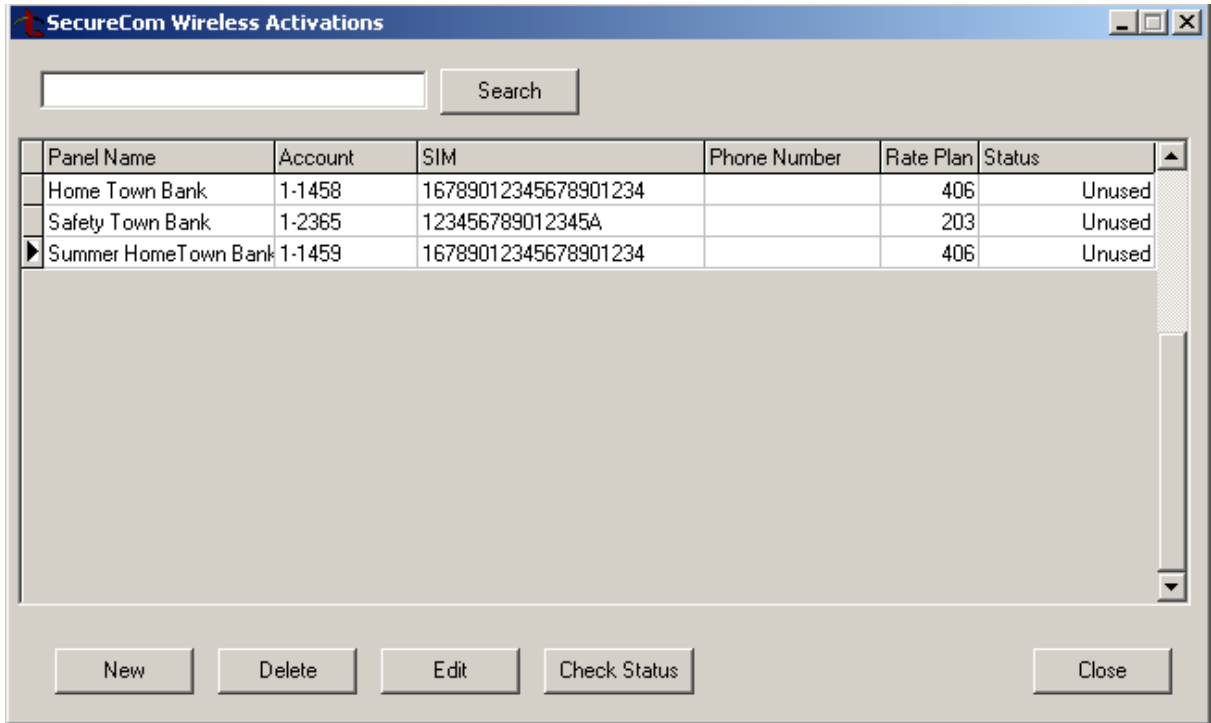 SecureCom Wireless Activations
Search
Panel Name Account SIM Phone Number Rate Plan Status
Home Town Bank 1-1458 16789012345678901234 406 Unused
Safety Town Bank 1-2365 123456789012345A 203 Unused
Summer HomeTown Bank 1-1459 16789012345678901234 406 Unused
New Delete Edit Check Status Close